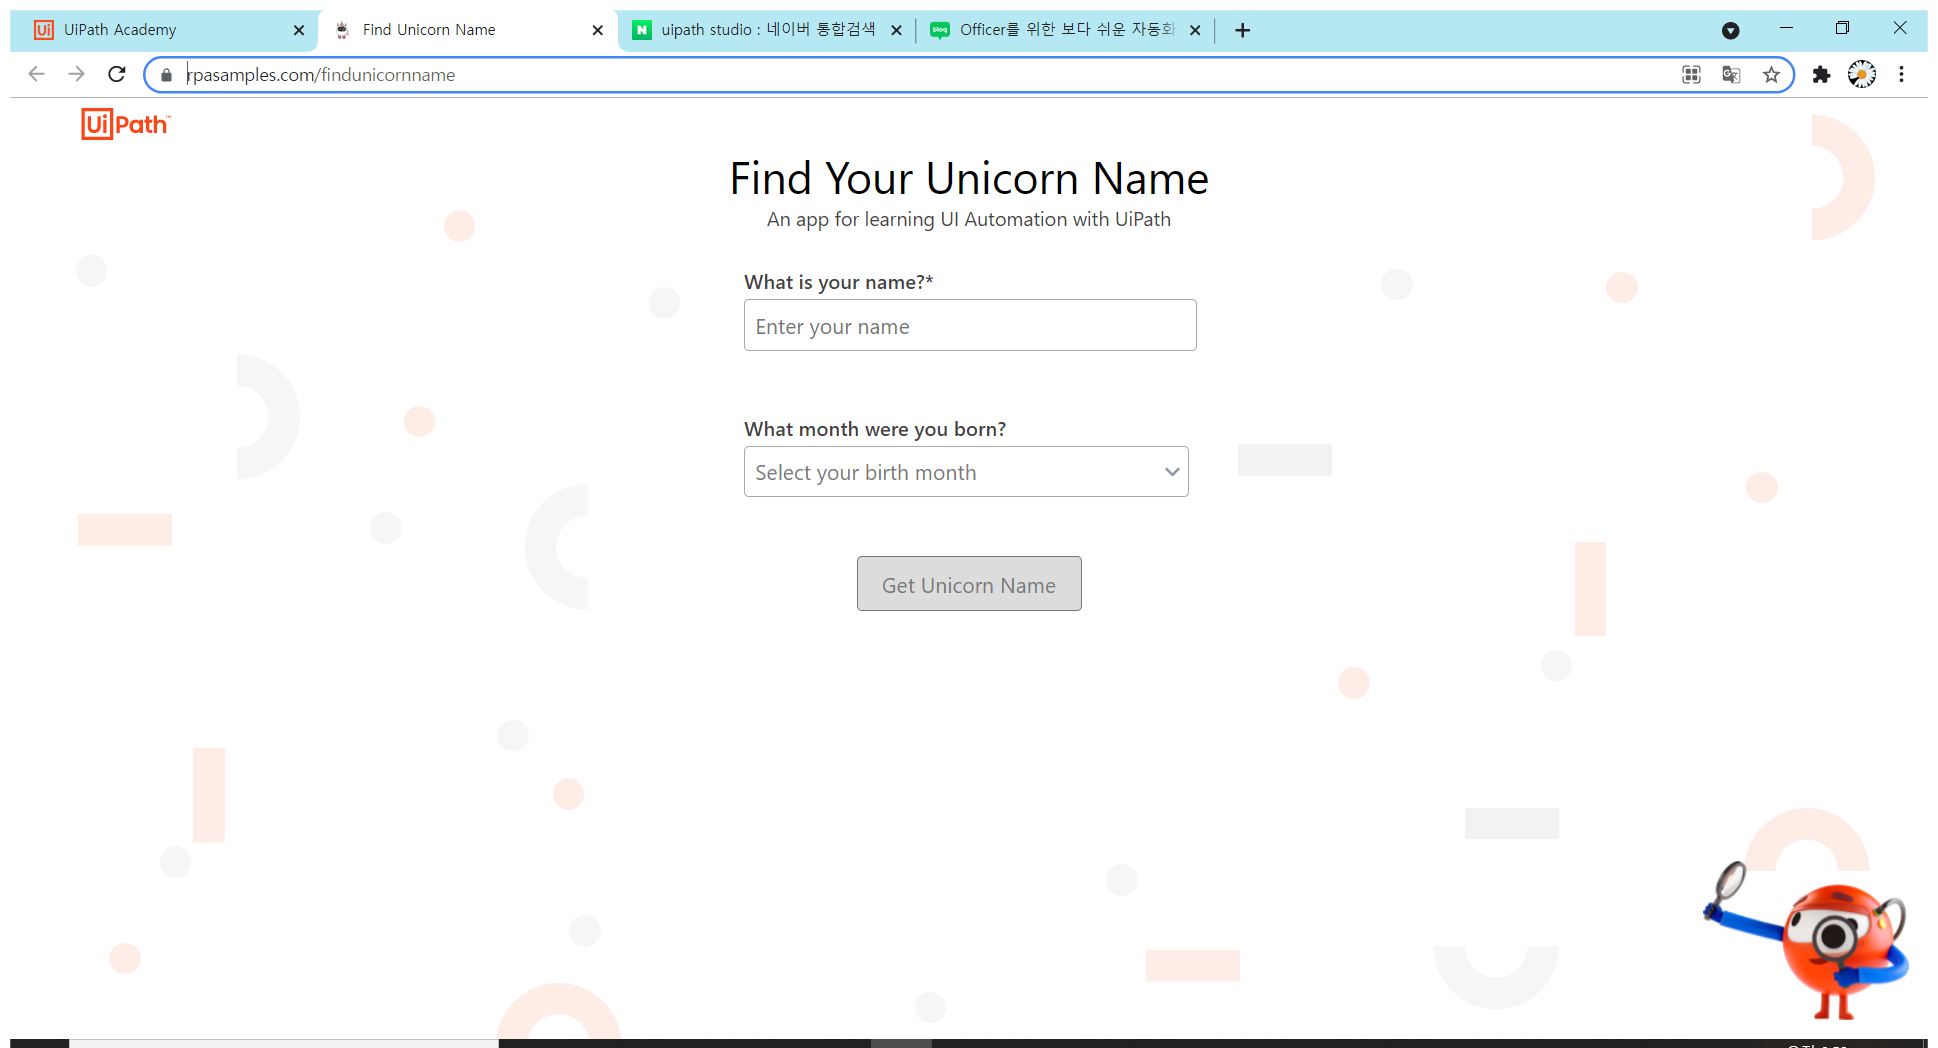 UiPath Academy
Find Unicorn Name
uipath studio : 네이버 통합검색
blog
Officer를 위한 보다 쉬운 자동화
rpasamples.com/findunicornname
UiPath™
Find Your Unicorn Name
An app for learning UI Automation with UiPath
What is your name?*
Enter your name
What month were you born?
Select your birth month
Get Unicorn Name